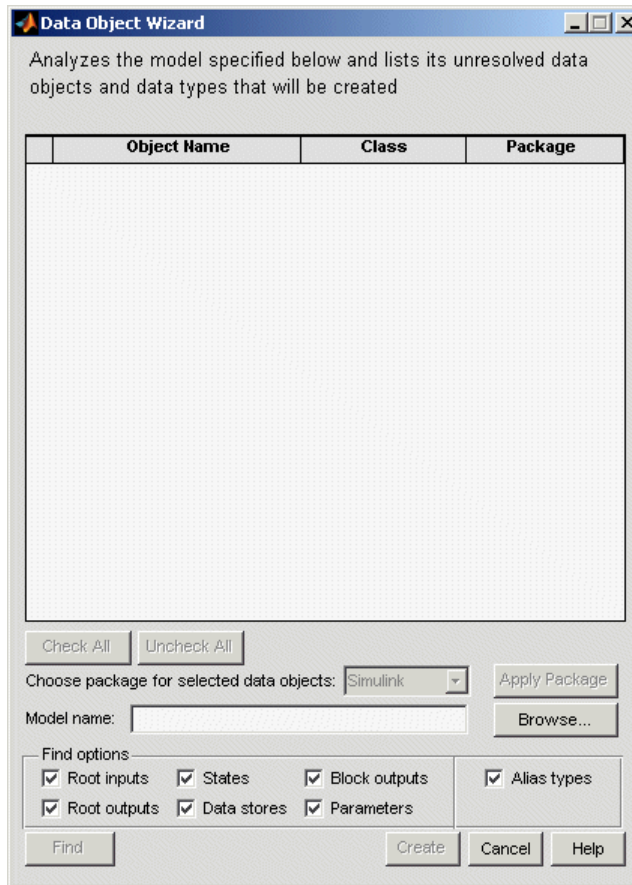 Data Object Wizard
Analyzes the model specified below and lists its unresolved data
objects and data types that will be created
Object Name Class Package
Check All Uncheck All
Choose package for selected data objects: Simulink Apply Package
Model name: Browse...
Find options
Root inputs States Block outputs Alias types
Root outputs Data stores Parameters
Find Create Cancel Help